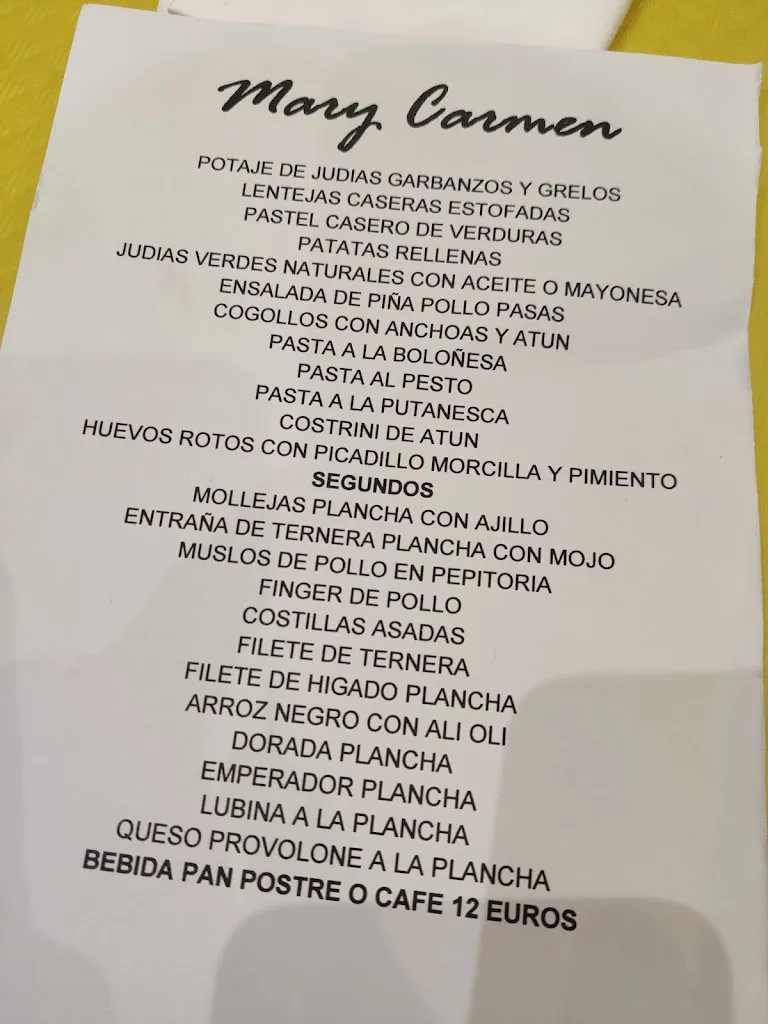 Mary Carmen
POTAJE DE JUDIAS GARBANZOS Y GRELOS
LENTEJAS CASERAS ESTOFADAS
PASTEL CASERO DE VERDURAS
PATATAS RELLENAS
JUDIAS VERDES NATURALES CON ACEITE O MAYONESA
ENSALADA DE PIÑA POLLO PASAS
COGOLLOS CON ANCHOAS Y ATUN
PASTA A LA BOLOÑESA
PASTA AL PESTO
PASTA A LA PUTANESCA
COSTRINI DE ATUN
HUEVOS ROTOS CON PICADILLO MORCILLA Y PIMIENTO
SEGUNDOS
MOLLEJAS PLANCHA CON AJILLO
ENTRAÑA DE TERNERA PLANCHA CON MOJO
MUSLOS DE POLLO EN PEPITORIA
FINGER DE POLLO
COSTILLAS ASADAS
FILETE DE TERNERA
FILETE DE HIGADO PLANCHA
ARROZ NEGRO CON ALI OLI
DORADA PLANCHA
EMPERADOR PLANCHA
LUBINA A LA PLANCHA
QUESO PROVOLONE A LA PLANCHA
BEBIDA PAN POSTRE O CAFE 12 EUROS